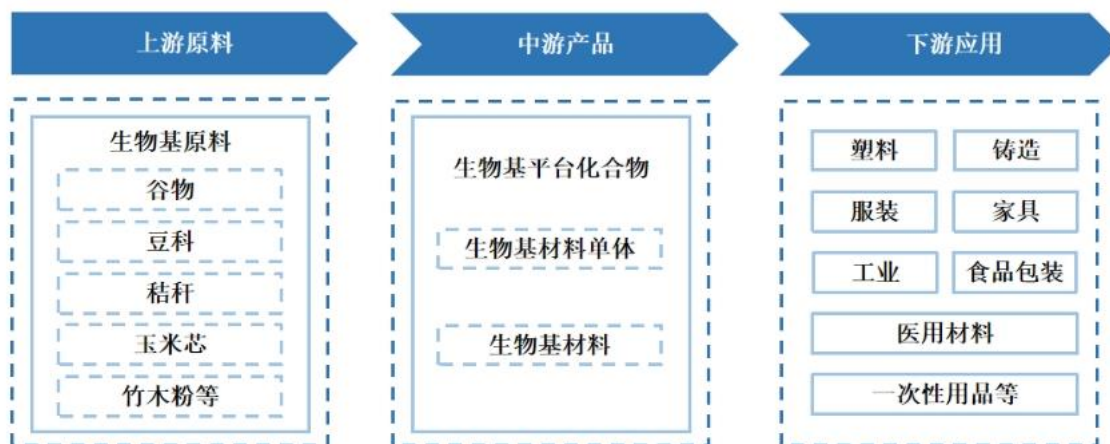 上游原料
中游产品
下游应用
生物基原料
谷物
豆科
秸秆
玉米芯
竹木粉等
生物基平台化合物
生物基材料单体
生物基材料
塑料
铸造
服装
家具
工业
食品包装
医用材料
一次性用品等